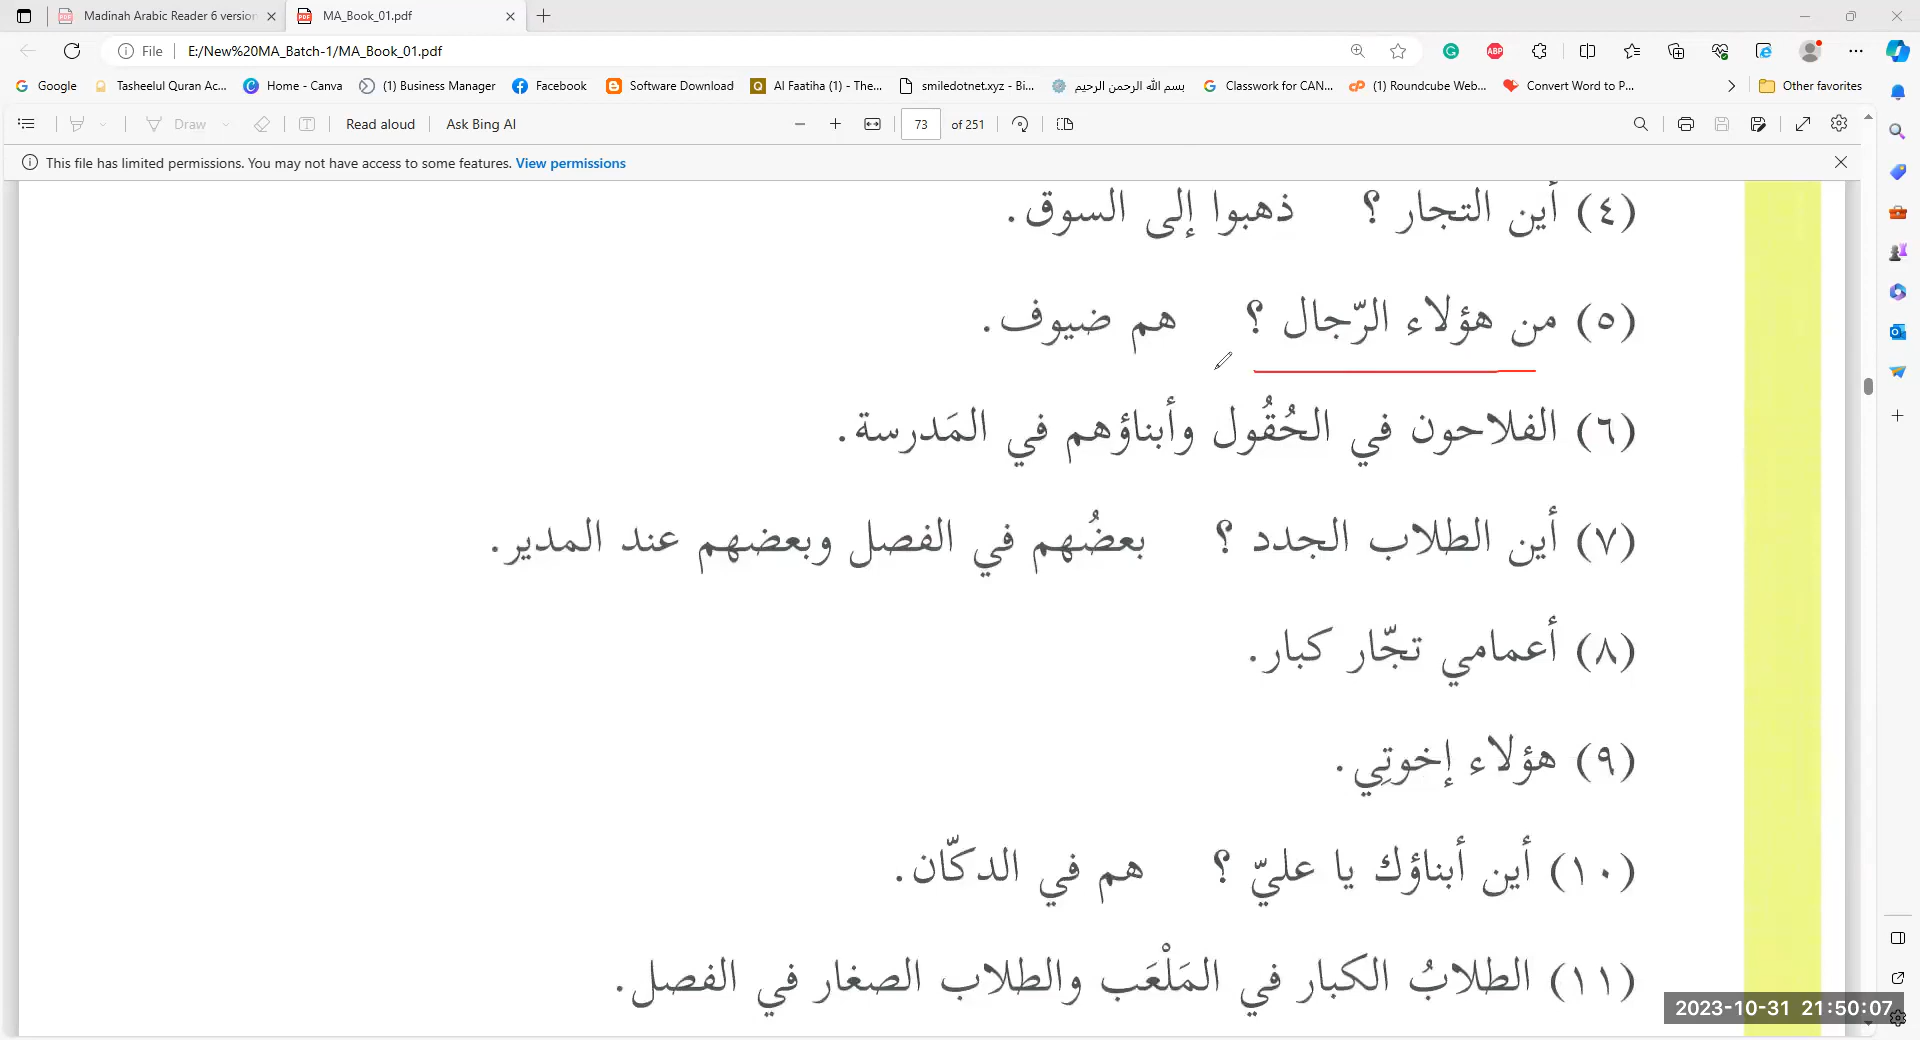 Madinah Arabic Reader 6 version
MA_Book_01.pdf
File
E:/New%20MA_Batch-1/MA_Book_01.pdf
Google
Tasheelul Quran Ac...
Home - Canva
(1) Business Manager
Facebook
Software Download
Al Faatiha (1) - The...
smiledotnet.xyz - Bi...
بسم الله الرحمن الرحيم
Classwork for CAN...
(1) Roundcube Web...
Convert Word to P...
Other favorites
Draw
Read aloud
Ask Bing AI
73
of 251
This file has limited permissions. You may not have access to some features. View permissions
(٤) أين التجار ؟ ذهبوا إلى السوق.
(٥) من هؤلاء الرّجال ؟ هم ضيوف.
(٦) الفلاحون في الحُقُول وأبناؤهم في المَدرسة.
(٧) أين الطلاب الجدد ؟ بعضُهم في الفصل وبعضهم عند المدير.
(٨) أعمامي تجّار كبار.
(٩) هؤلاء إخوتِي.
(١٠) أين أبناؤك يا عليّ ؟ هم في الدكّان.
(١١) الطلابُ الكبار في المَلْعَب والطلاب الصغار في الفصل.
2023-10-31 21:50:07